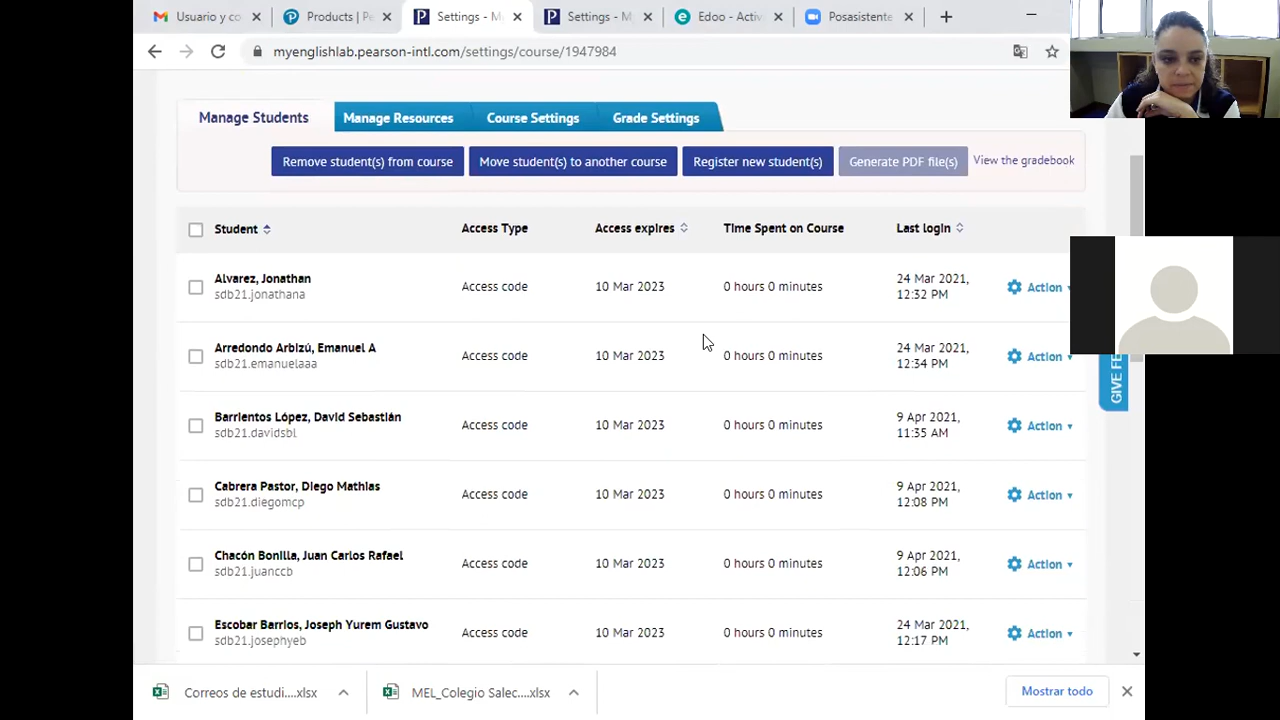 Usuario y co
Products | Pe
Settings - M
Settings - M
Edoo - Activ
Posasistente
myenglishlab.pearson-intl.com/settings/course/1947984
Manage Students
Manage Resources
Course Settings
Grade Settings
Remove student(s) from course
Move student(s) to another course
Register new student(s)
Generate PDF file(s)
View the gradebook
Student
Access Type
Access expires
Time Spent on Course
Last login
Alvarez, Jonathan
sdb21.jonathana
Access code
10 Mar 2023
0 hours 0 minutes
24 Mar 2021,
12:32 PM
Action
Arredondo Arbizú, Emanuel A
sdb21.emanuelaaa
Access code
10 Mar 2023
0 hours 0 minutes
24 Mar 2021,
12:34 PM
Action
Barrientos López, David Sebastián
sdb21.davidsbl
Access code
10 Mar 2023
0 hours 0 minutes
9 Apr 2021,
11:35 AM
Action
Cabrera Pastor, Diego Mathias
sdb21.diegomcp
Access code
10 Mar 2023
0 hours 0 minutes
9 Apr 2021,
12:08 PM
Action
Chacón Bonilla, Juan Carlos Rafael
sdb21.juanccb
Access code
10 Mar 2023
0 hours 0 minutes
9 Apr 2021,
12:06 PM
Action
Escobar Barrios, Joseph Yurem Gustavo
sdb21.josephyeb
Access code
10 Mar 2023
0 hours 0 minutes
24 Mar 2021,
12:17 PM
Action
GIVE FE
Correos de estudi....xlsx
MEL_Colegio Salec....xlsx
Mostrar todo